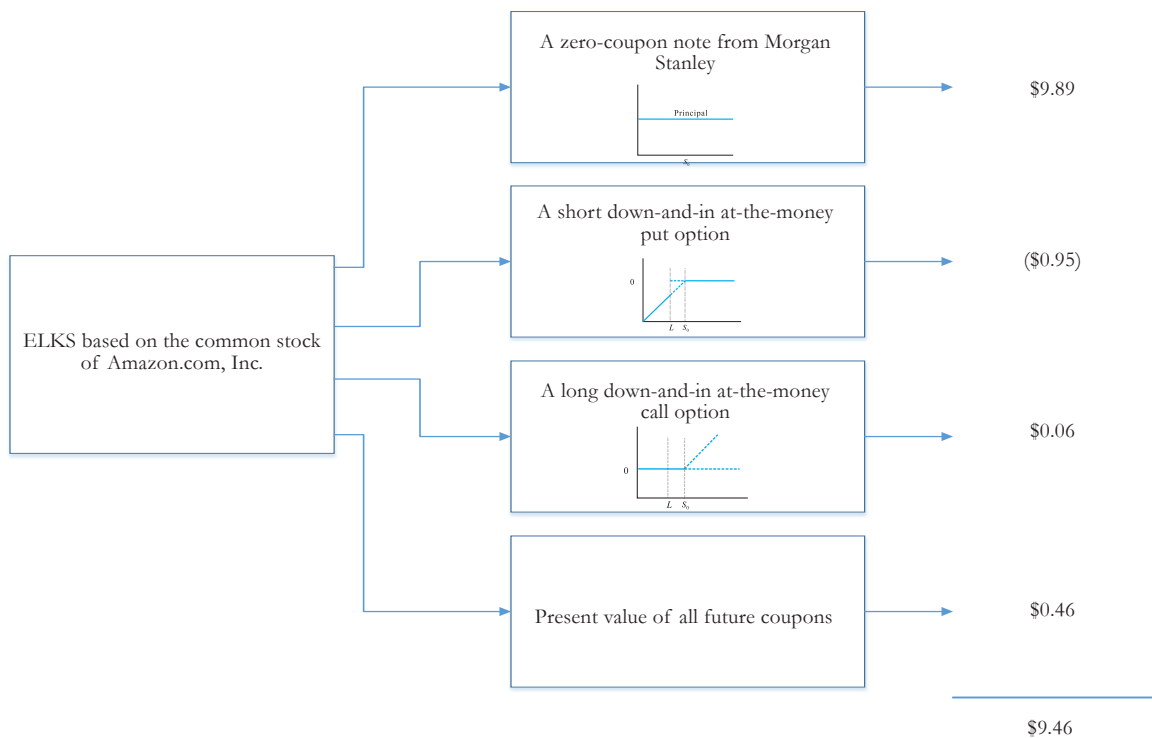 A zero-coupon note from Morgan
Stanley
Principal
S₀
$9.89
A short down-and-in at-the-money
put option
0
L S₀
($0.95)
ELKS based on the common stock
of Amazon.com, Inc.
A long down-and-in at-the-money
call option
0
L S₀
$0.06
Present value of all future coupons
$0.46
$9.46